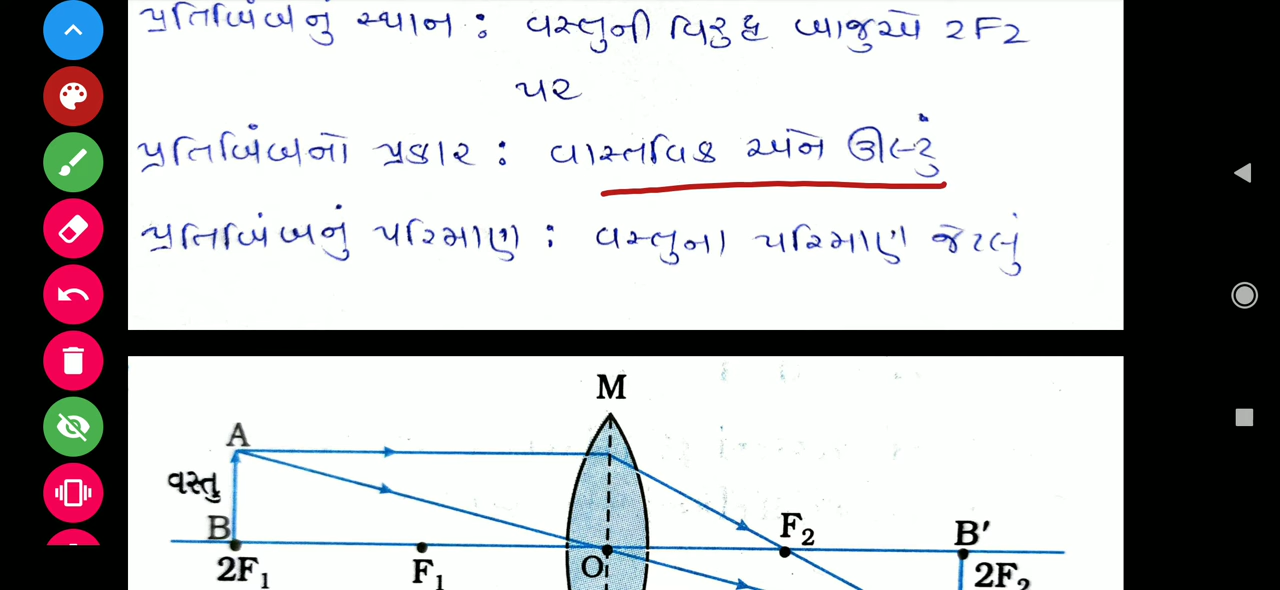 પ્રતિબિંબનું સ્થાન : વસ્તુની વિરુદ્ધ બાજુએ 2F2
પર
પ્રતિબિંબનો પ્રકાર : વાસ્તવિક અને ઊલ્ટું
પ્રતિબિંબનું પરિમાણ : વસ્તુના પરિમાણ જેટલું
M
A
વસ્તુ
B
F₂
B′
2F₁
F₁
O
2F₂